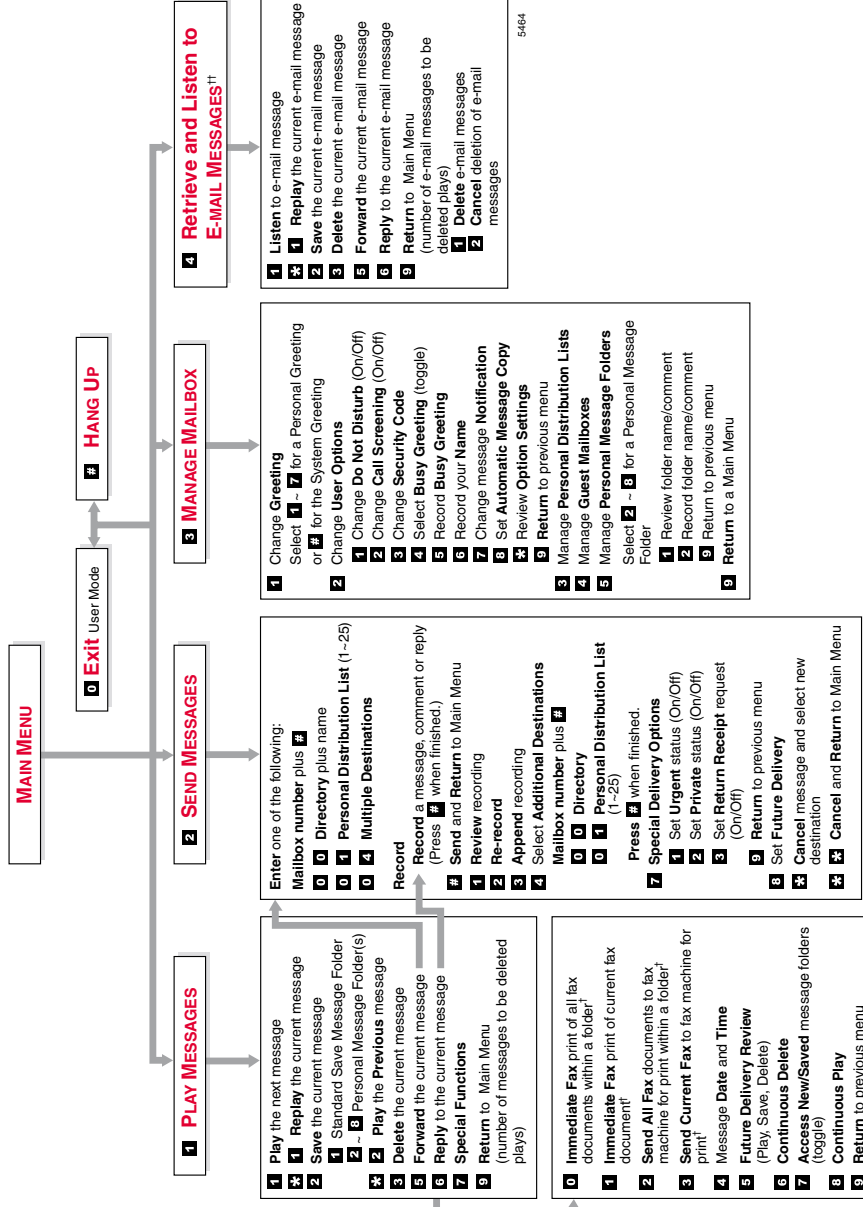 MAIN MENU
0 Exit User Mode
# HANG UP
1 PLAY MESSAGES
2 SEND MESSAGES
3 MANAGE MAILBOX
4 Retrieve and Listen to
E-MAIL MESSAGES††
1 Play the next message
* 1 Replay the current message
2 Save the current message
1 Standard Save Message Folder
2 ~ 8 Personal Message Folder(s)
* 2 Play the Previous message
3 Delete the current message
5 Forward the current message
6 Reply to the current message
7 Special Functions
9 Return to Main Menu
(number of messages to be deleted
plays)
0 Immediate Fax print of all fax
documents within a folder†
1 Immediate Fax print of current fax
document†
2 Send All Fax documents to fax
machine for print within a folder†
3 Send Current Fax to fax machine for
print†
4 Message Date and Time
5 Future Delivery Review
(Play, Save, Delete)
6 Continuous Delete
7 Access New/Saved message folders
(toggle)
8 Continuous Play
9 Return to previous menu
Enter one of the following:
Mailbox number plus #
0 0 Directory plus name
0 1 Personal Distribution List (1~25)
0 4 Multiple Destinations
Record
Record a message, comment or reply
(Press # when finished.)
# Send and Return to Main Menu
1 Review recording
2 Re-record
3 Append recording
4 Select Additional Destinations
Mailbox number plus #
0 0 Directory
0 1 Personal Distribution List
(1~25)
Press # when finished.
7 Special Delivery Options
1 Set Urgent status (On/Off)
2 Set Private status (On/Off)
3 Set Return Receipt request
(On/Off)
9 Return to previous menu
8 Set Future Delivery
* Cancel message and select new
destination
* * Cancel and Return to Main Menu
1 Change Greeting
Select 1 ~ 7 for a Personal Greeting
or # for the System Greeting
2 Change User Options
1 Change Do Not Disturb (On/Off)
2 Change Call Screening (On/Off)
3 Change Security Code
4 Select Busy Greeting (toggle)
5 Record Busy Greeting
6 Record your Name
7 Change message Notification
8 Set Automatic Message Copy
* Review Option Settings
9 Return to previous menu
3 Manage Personal Distribution Lists
4 Manage Guest Mailboxes
5 Manage Personal Message Folders
Select 2 ~ 8 for a Personal Message
Folder
1 Review folder name/comment
2 Record folder name/comment
9 Return to previous menu
9 Return to a Main Menu
1 Listen to e-mail message
* 1 Replay the current e-mail message
2 Save the current e-mail message
3 Delete the current e-mail message
5 Forward the current e-mail message
6 Reply to the current e-mail message
9 Return to Main Menu
(number of e-mail messages to be
deleted plays)
1 Delete e-mail messages
2 Cancel deletion of e-mail
messages
5464